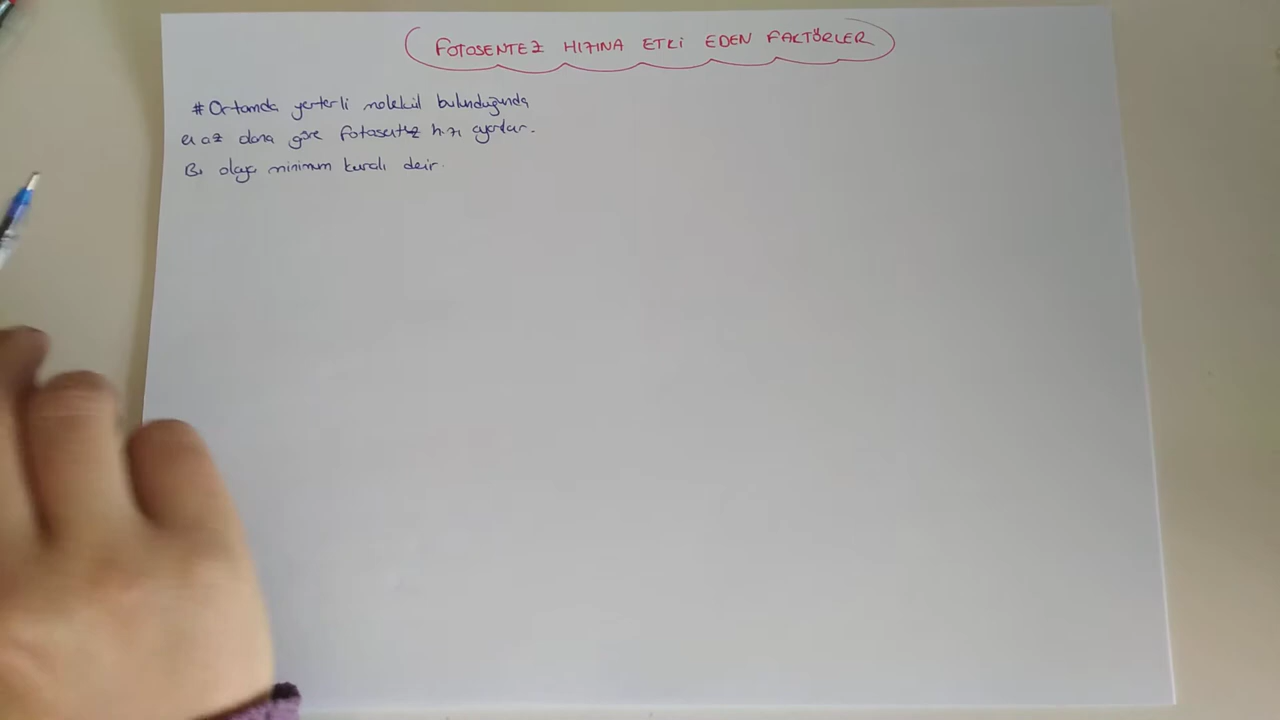 FOTOSENTEZ HIZINA ETKİ EDEN FAKTÖRLER
# Ortamda yeterli molekül bulunduğunda
en az olana göre fotosentez hızı ayarlanır.
Bu olaya minimum kuralı denir.